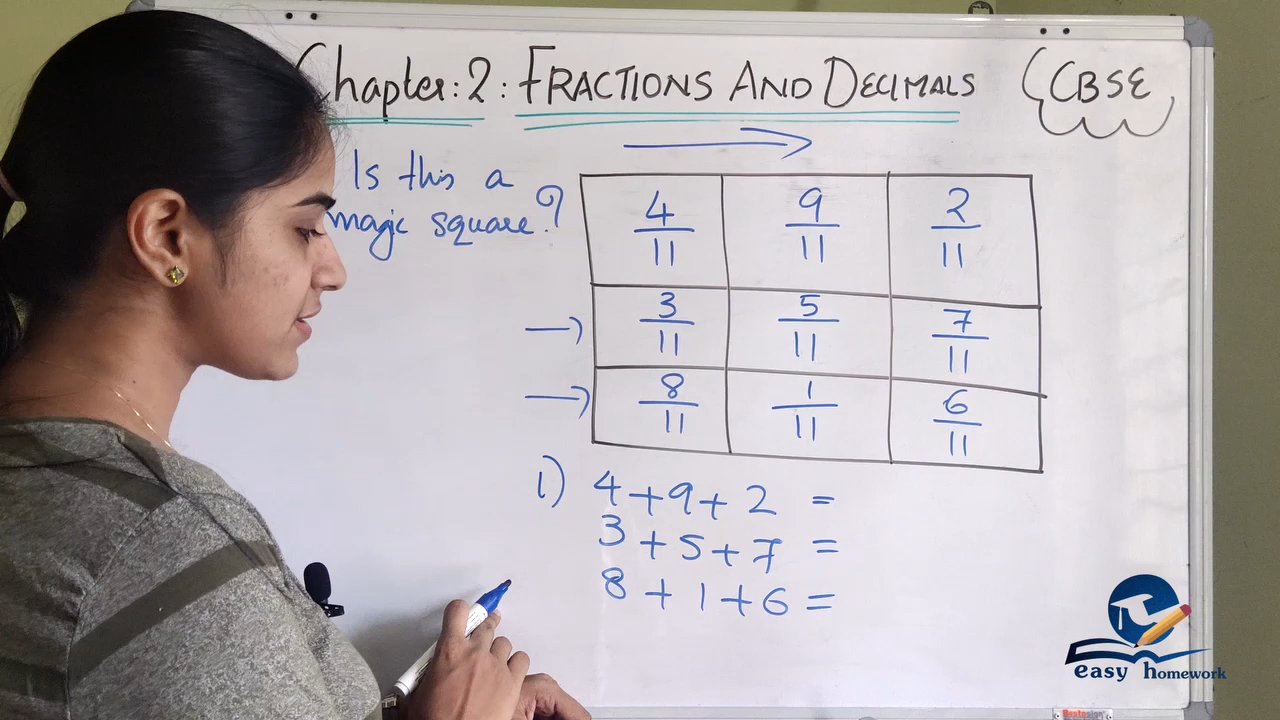 Chapter: 2 : FRACTIONS AND DECIMALS (CBSE
Is this a
magic square ?
4/11 9/11 2/11
3/11 5/11 7/11
8/11 1/11 6/11
1) 4 + 9 + 2 =
3 + 5 + 7 =
8 + 1 + 6 =
easy homework